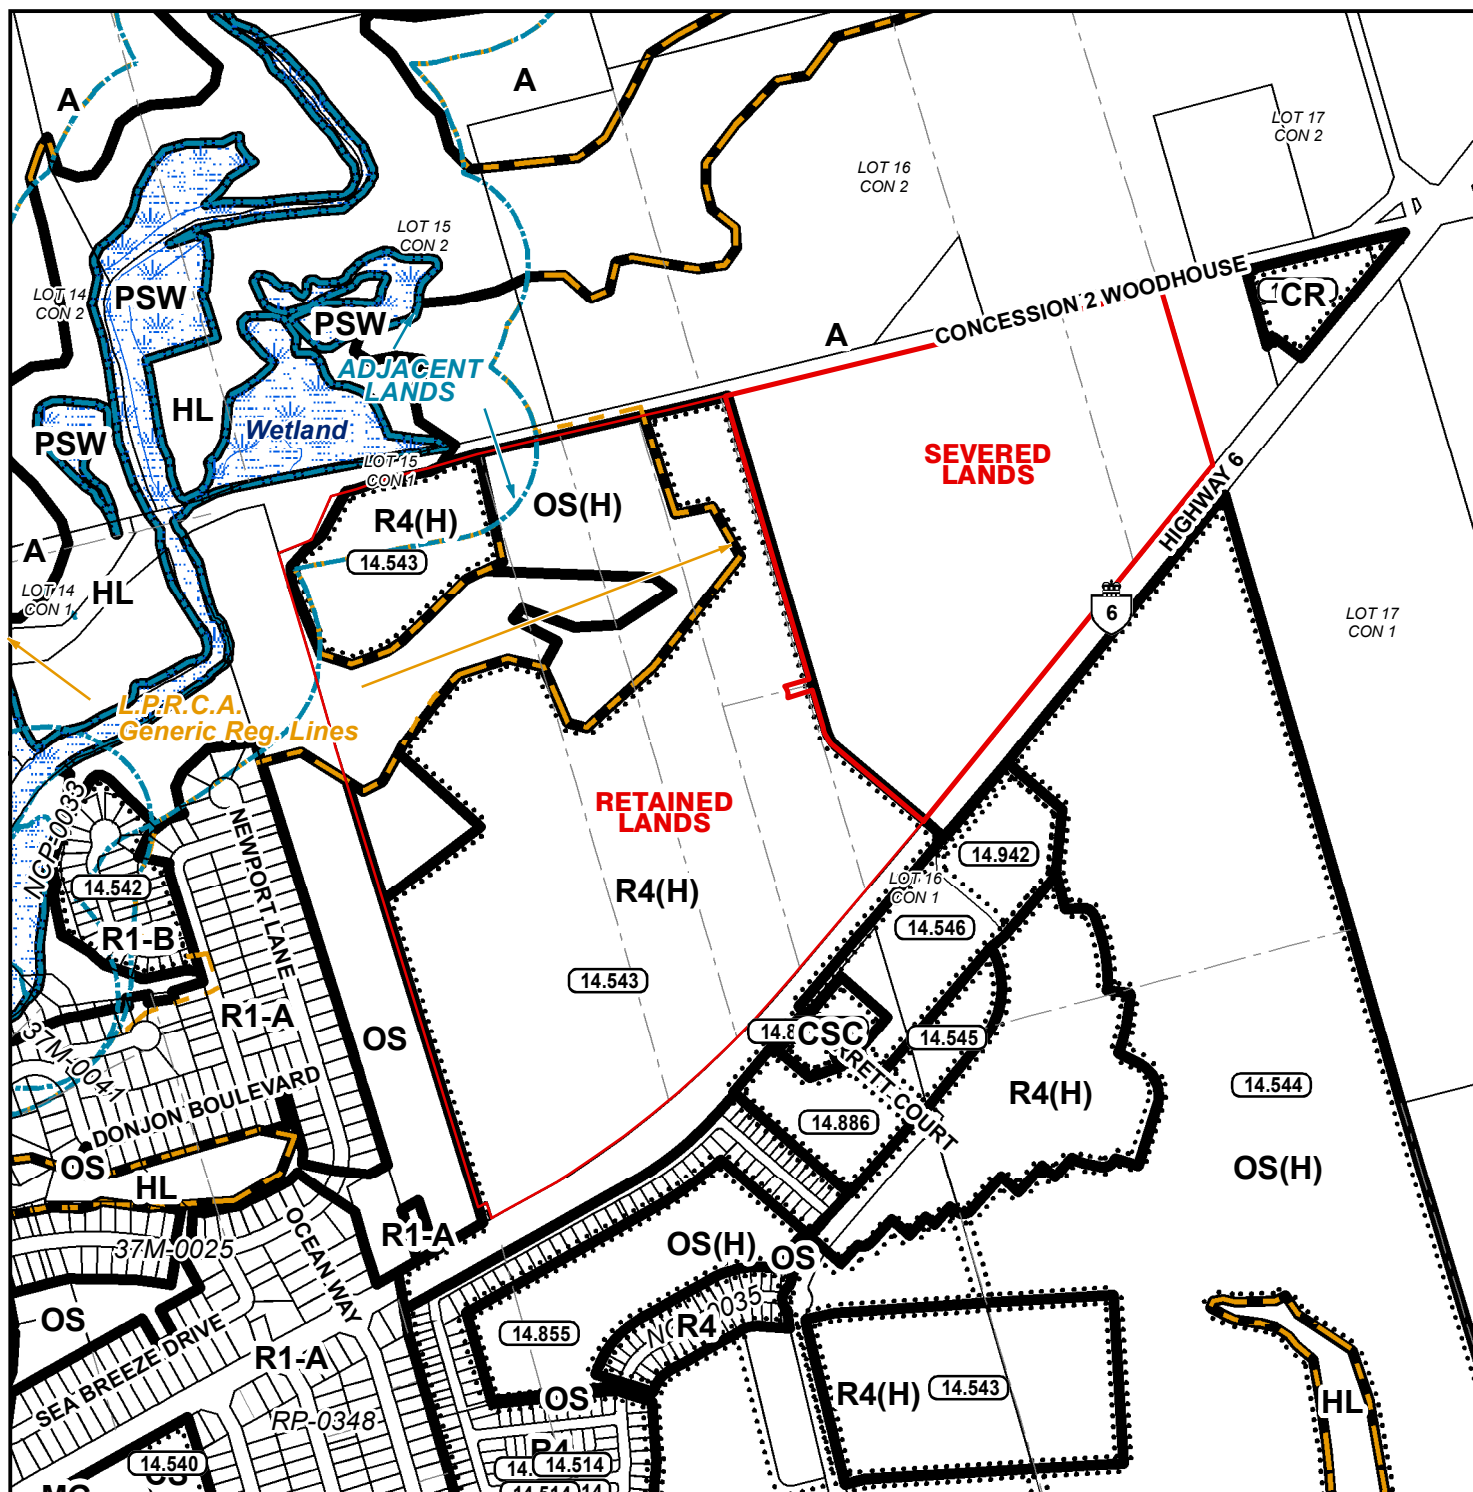 A
A
LOT 17
CON 2
LOT 16
CON 2
LOT 15
CON 2
LOT 14
CON 2
PSW
PSW
CONCESSION 2 WOODHOUSE
CR
A
ADJACENT
LANDS
HL
Wetland
PSW
LOT 15
CON 1
SEVERED
LANDS
OS(H)
R4(H)
14.543
HIGHWAY 6
A
HL
LOT 14
CON 1
6
LOT 17
CON 1
L.P.R.C.A.
Generic Reg. Lines
RETAINED
LANDS
NCP-0033
NEWPORT LANE
14.942
LOT 16
CON 1
14.542
R4(H)
14.546
R1-B
14.543
R1-A
OS
CSC
14.545
37M-0041
DONJON BOULEVARD
R4(H)
14.544
14.886
COURT
OS
HL
OS(H)
OCEAN WAY
R1-A
37M-0025
OS(H)
OS
OS
SEA BREEZE DRIVE
14.855
R4
R1-A
R4(H)
14.543
OS
HL
RP-0348
14.540
R4
14.514